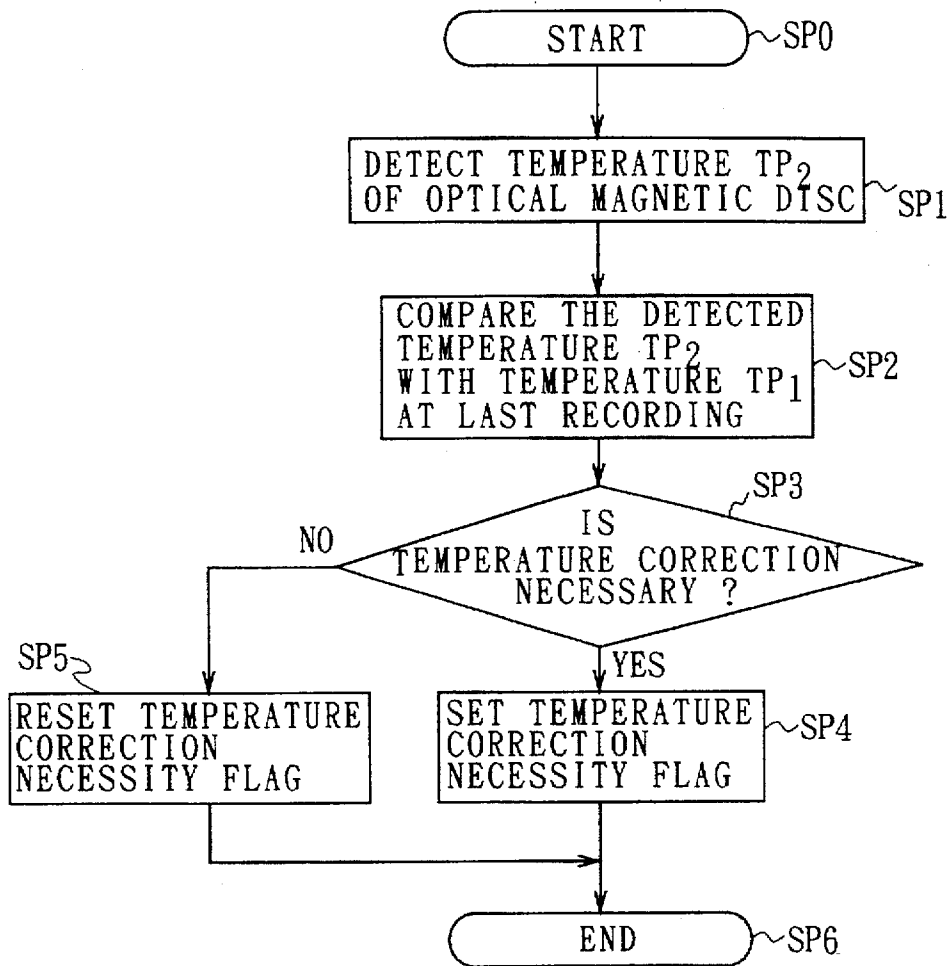 START
SP0
DETECT TEMPERATURE TP2
OF OPTICAL MAGNETIC DISC
SP1
COMPARE THE DETECTED
TEMPERATURE TP2
WITH TEMPERATURE TP1
AT LAST RECORDING
SP2
SP3
IS
TEMPERATURE CORRECTION
NECESSARY ?
NO
YES
SP5
RESET TEMPERATURE
CORRECTION
NECESSITY FLAG
SET TEMPERATURE
CORRECTION
NECESSITY FLAG
SP4
END
SP6